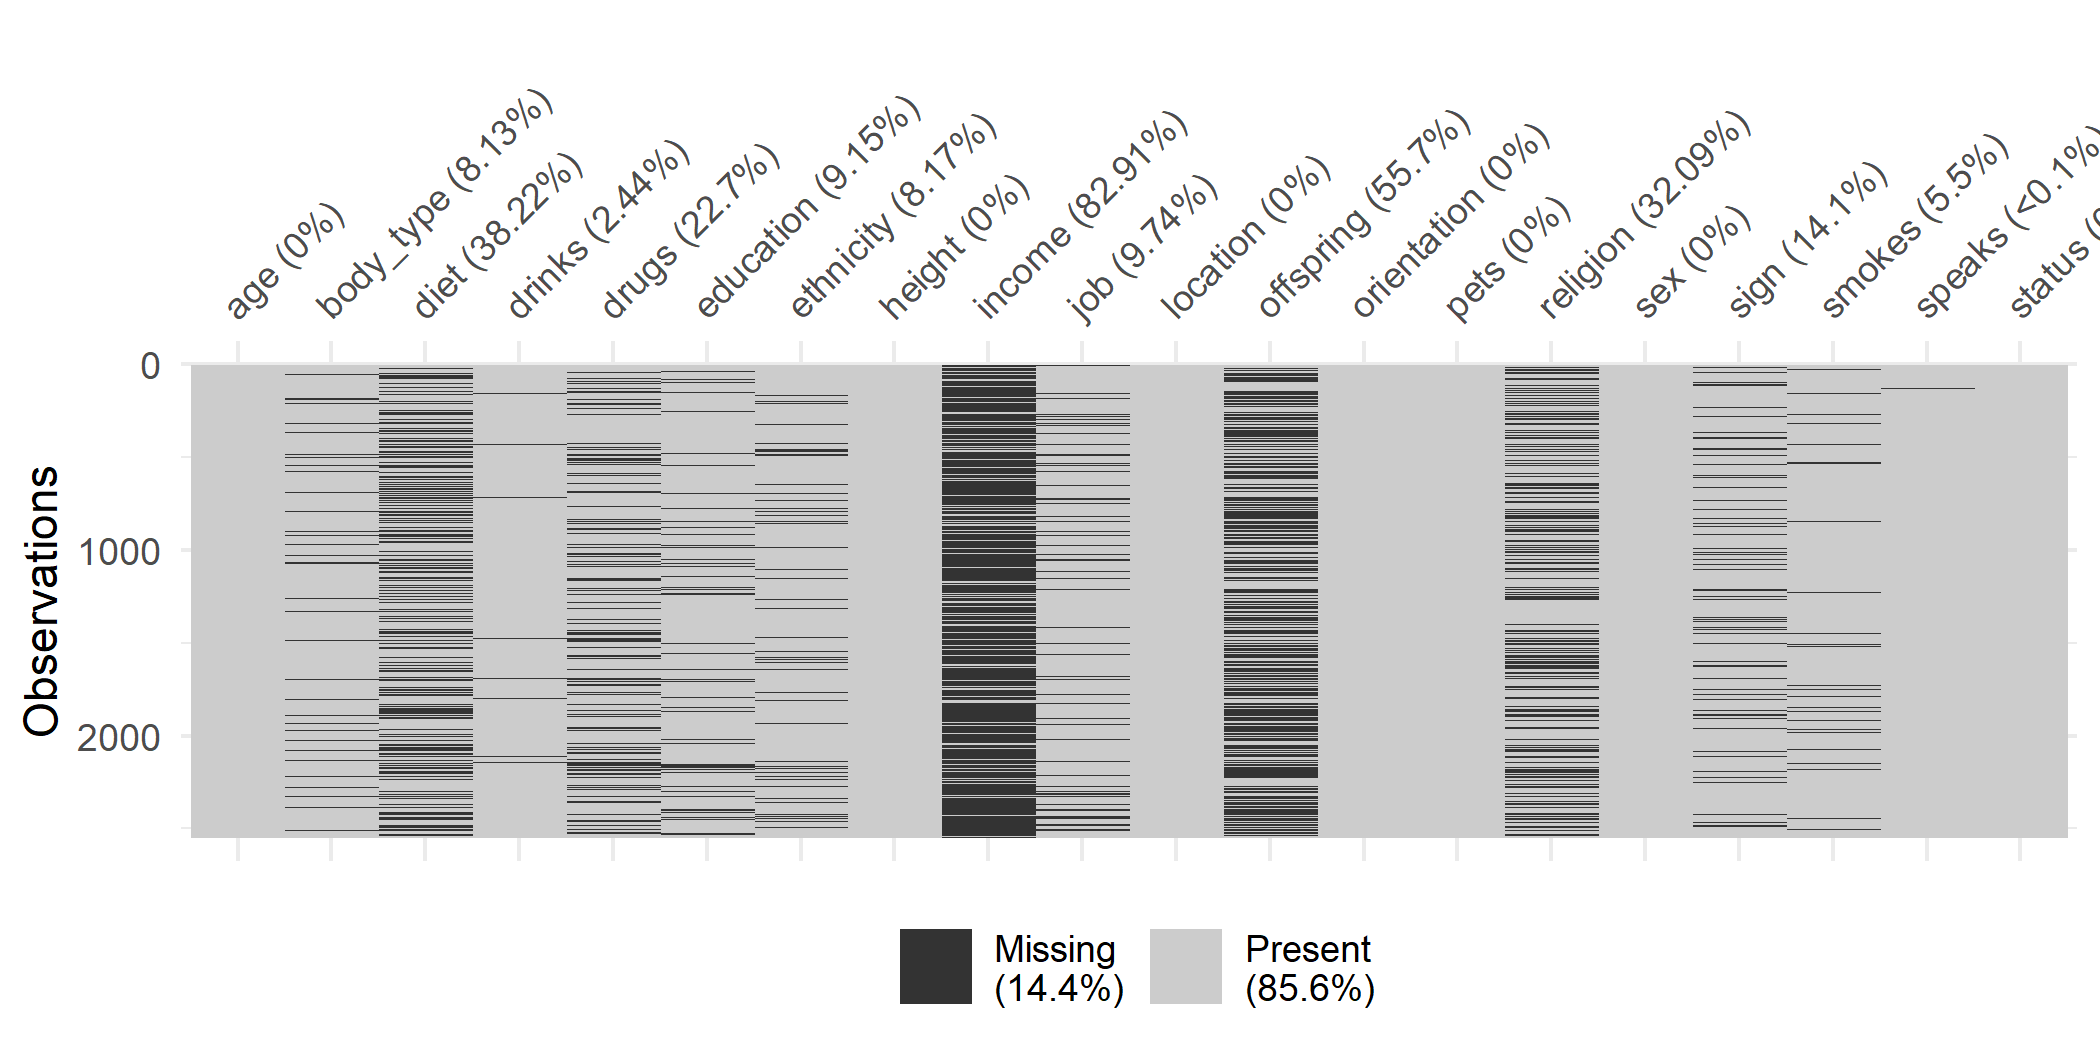 age (0%)
body_type (8.13%)
diet (38.22%)
drinks (2.44%)
drugs (22.7%)
education (9.15%)
ethnicity (8.17%)
height (0%)
income (82.91%)
job (9.74%)
location (0%)
offspring (55.7%)
orientation (0%)
pets (0%)
religion (32.09%)
sex (0%)
sign (14.1%)
smokes (5.5%)
speaks (<0.1%)
status (
Observations
0
1000
2000
Missing
(14.4%)
Present
(85.6%)